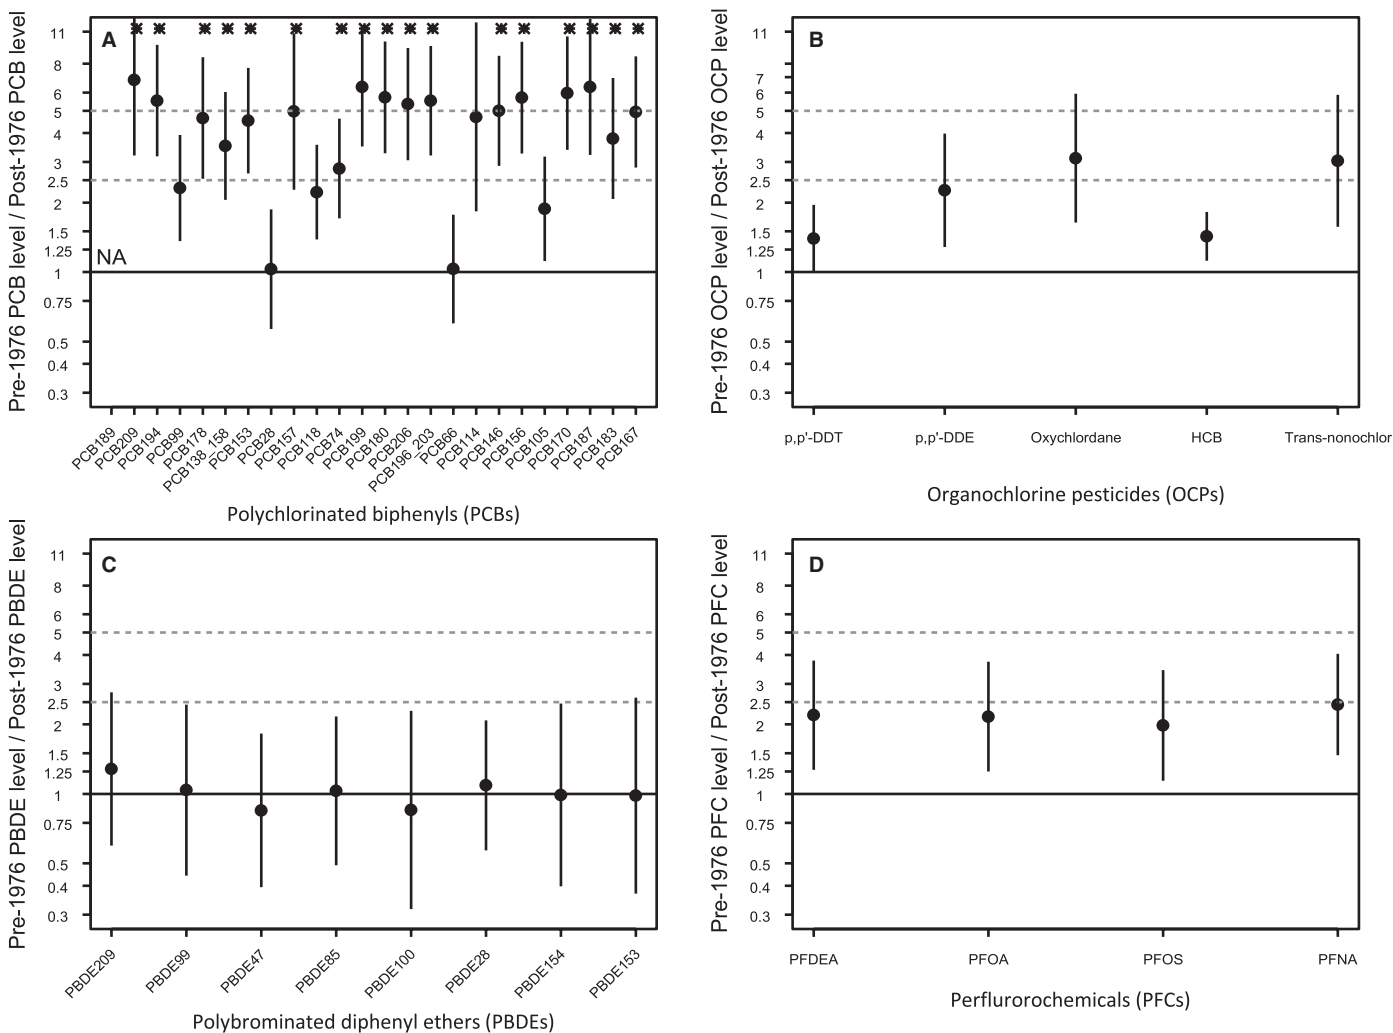 A
Pre-1976 PCB level / Post-1976 PCB level
11
8
6
5
4
3
2.5
2
1.5
1.25
1
0.75
0.5
0.4
0.3
* * * * * * * * * * * * * * * * *
NA
PCB189
PCB209
PCB194
PCB99
PCB178
PCB138_158
PCB153
PCB28
PCB157
PCB118
PCB74
PCB199
PCB180
PCB206
PCB196_203
PCB66
PCB114
PCB146
PCB156
PCB105
PCB170
PCB187
PCB183
PCB167
Polychlorinated biphenyls (PCBs)
B
Pre-1976 OCP level / Post-1976 OCP level
11
8
7
6
5
4
3
2.5
2
1.5
1.25
1
0.75
0.5
0.4
0.3
p,p'-DDT
p,p'-DDE
Oxychlordane
HCB
Trans-nonochlor
Organochlorine pesticides (OCPs)
C
Pre-1976 PBDE level / Post-1976 PBDE level
11
8
6
5
4
3
2.5
2
1.5
1.25
1
0.75
0.5
0.4
0.3
PBDE209
PBDE99
PBDE47
PBDE85
PBDE100
PBDE28
PBDE154
PBDE153
Polybrominated diphenyl ethers (PBDEs)
D
Pre-1976 PFC level / Post-1976 PFC level
11
8
6
5
4
3
2.5
2
1.5
1.25
1
0.75
0.5
0.4
0.3
PFDEA
PFOA
PFOS
PFNA
Perflurorochemicals (PFCs)